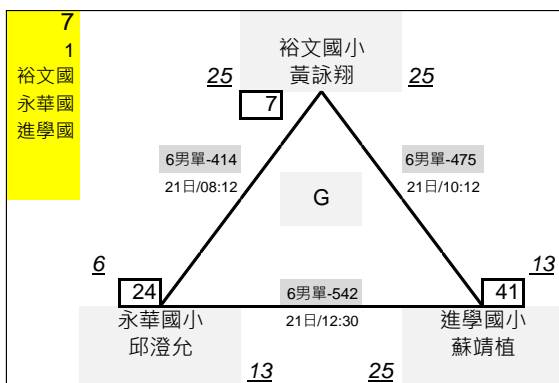 7
1
裕文國
永華國
進學國
裕文國小
黃詠翔
25
25
7
6男單-414
21日/08:12
6男單-475
21日/10:12
G
6
13
24
6男單-542
41
永華國小
邱澄允
21日/12:30
進學國小
蘇靖植
13
25